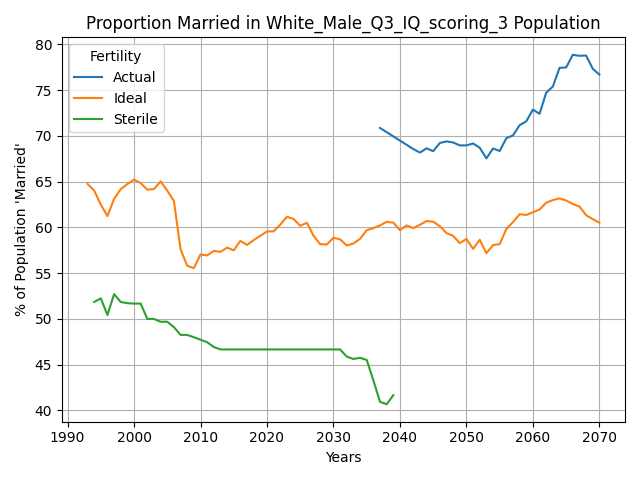 Proportion Married in White_Male_Q3_IQ_scoring_3 Population
Fertility
Actual
Ideal
Sterile
% of Population 'Married'
80
75
70
65
60
55
50
45
40
1990
2000
2010
2020
2030
2040
2050
2060
2070
Years